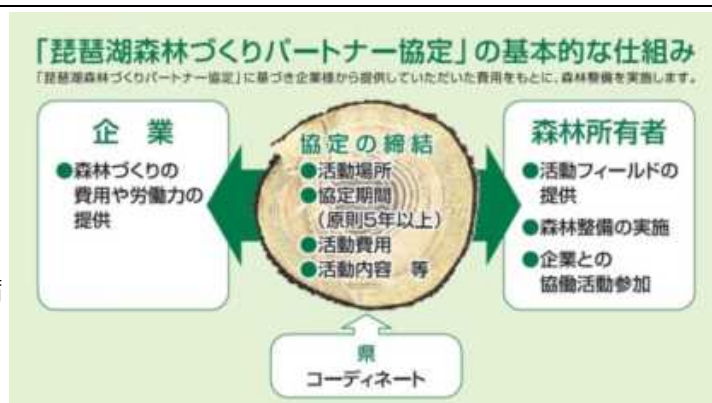 「琵琶湖森林づくりパートナー協定」の基本的な仕組み
「琵琶湖森林づくりパートナー協定」に基づき企業様から提供していただいた費用をもとに、森林整備を実施します。
企業
●森林づくりの
費用や労働力の
提供
協定の締結
●活動場所
●協定期間
（原則5年以上）
●活動費用
●活動内容 等
森林所有者
●活動フィールドの
提供
●森林整備の実施
●企業との
協働活動参加
県
コーディネート